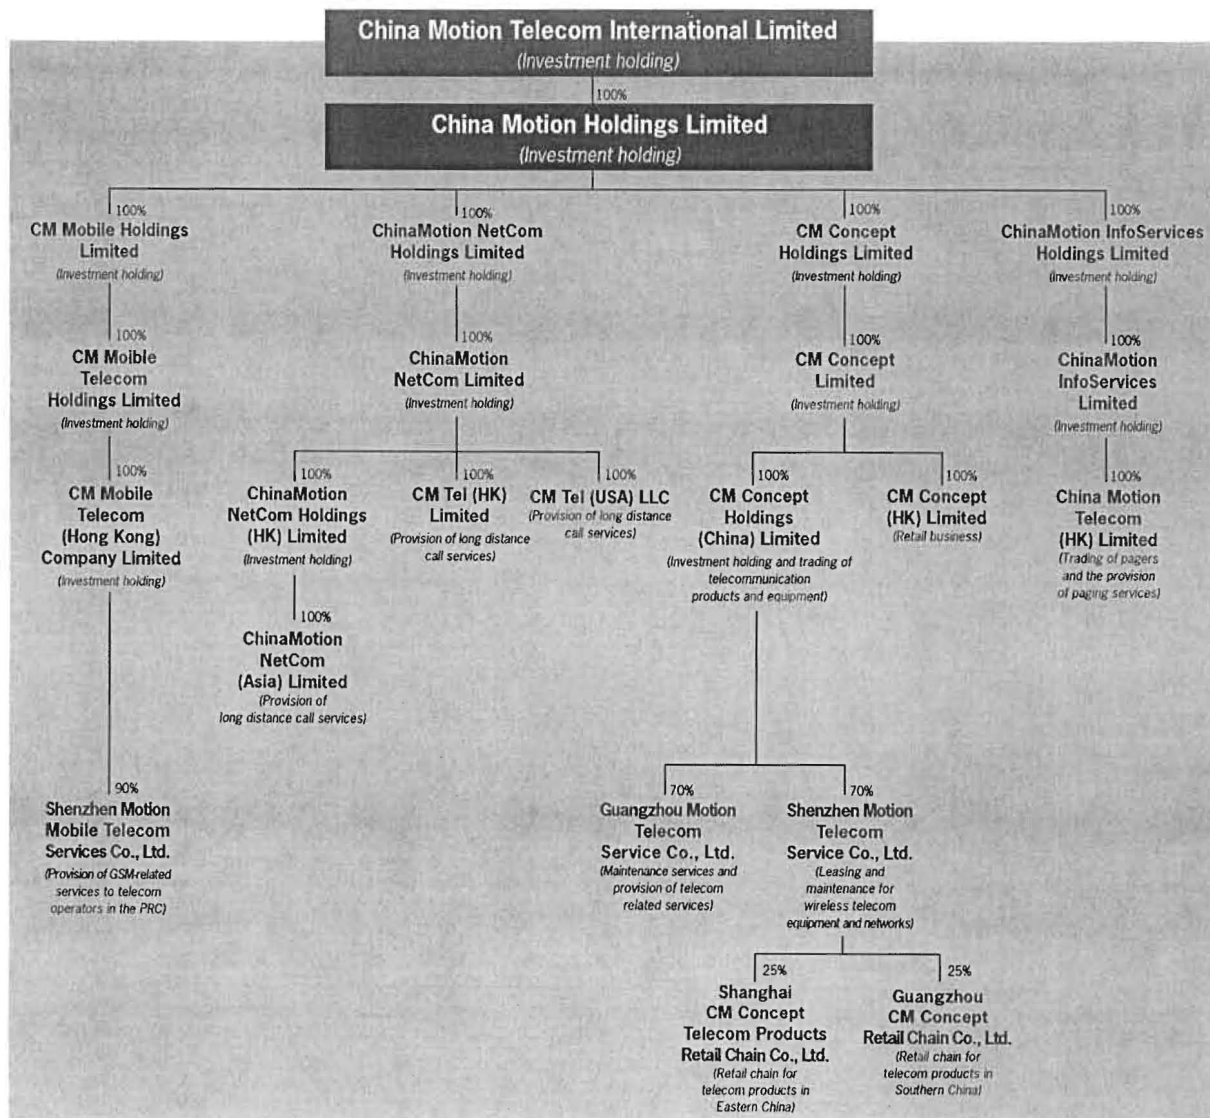 China Motion Telecom International Limited
(Investment holding)
100%
China Motion Holdings Limited
(Investment holding)
100%
CM Mobile Holdings
Limited
(Investment holding)
100%
ChinaMotion NetCom
Holdings Limited
(Investment holding)
100%
CM Concept
Holdings Limited
(Investment holding)
100%
ChinaMotion InfoServices
Holdings Limited
(Investment holding)
100%
CM Moible
Telecom
Holdings Limited
(Investment holding)
100%
ChinaMotion
NetCom Limited
(Investment holding)
100%
CM Concept
Limited
(Investment holding)
100%
ChinaMotion
InfoServices
Limited
(Investment holding)
100%
CM Mobile
Telecom
(Hong Kong)
Company Limited
(Investment holding)
100%
ChinaMotion
NetCom Holdings
(HK) Limited
(Investment holding)
100%
CM Tel (HK)
Limited
(Provision of long distance
call services)
100%
CM Tel (USA) LLC
(Provision of long distance
call services)
100%
CM Concept
Holdings
(China) Limited
(Investment holding and trading of
telecommunication
products and equipment)
100%
CM Concept
(HK) Limited
(Retail business)
100%
China Motion
Telecom
(HK) Limited
(Trading of pagers
and the provision
of paging services)
100%
ChinaMotion
NetCom
(Asia) Limited
(Provision of
long distance call services)
90%
Shenzhen Motion
Mobile Telecom
Services Co., Ltd.
(Provision of GSM-related
services to telecom
operators in the PRC)
70%
Guangzhou Motion
Telecom
Service Co., Ltd.
(Maintenance services and
provision of telecom
related services)
70%
Shenzhen Motion
Telecom
Service Co., Ltd.
(Leasing and
maintenance for
wireless telecom
equipment and networks)
25%
Shanghai
CM Concept
Telecom Products
Retail Chain Co., Ltd.
(Retail chain for
telecom products in
Eastern China)
25%
Guangzhou
CM Concept
Retail Chain Co., Ltd.
(Retail chain for
telecom products in
Southern China)